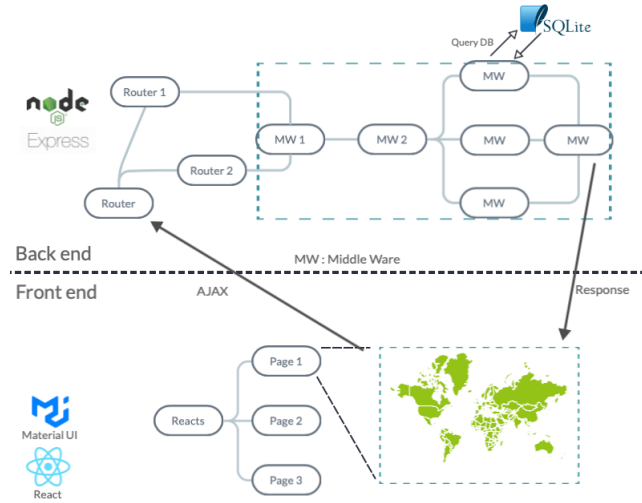 SQLite
Query DB
MW
Router 1
node
JS
Express
MW 1
MW 2
MW
MW
Router 2
MW
Router
Back end
MW : Middle Ware
Front end
AJAX
Response
Page 1
Reacts
Page 2
Material UI
Page 3
React